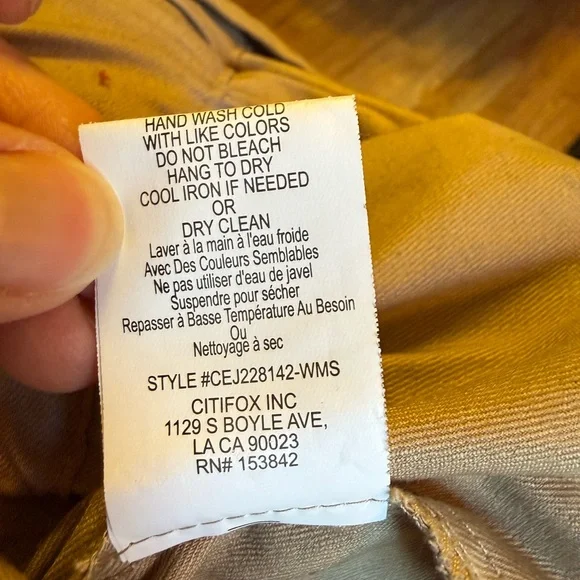 HAND WASH COLD
WITH LIKE COLORS
DO NOT BLEACH
HANG TO DRY
COOL IRON IF NEEDED
OR
DRY CLEAN
Laver à la main à l'eau froide
Avec Des Couleurs Semblables
Ne pas utiliser d'eau de javel
Suspendre pour sécher
Repasser à Basse Température Au Besoin
Ou
Nettoyage à sec
STYLE #CEJ228142-WMS
CITIFOX INC
1129 S BOYLE AVE,
LA CA 90023
RN# 153842